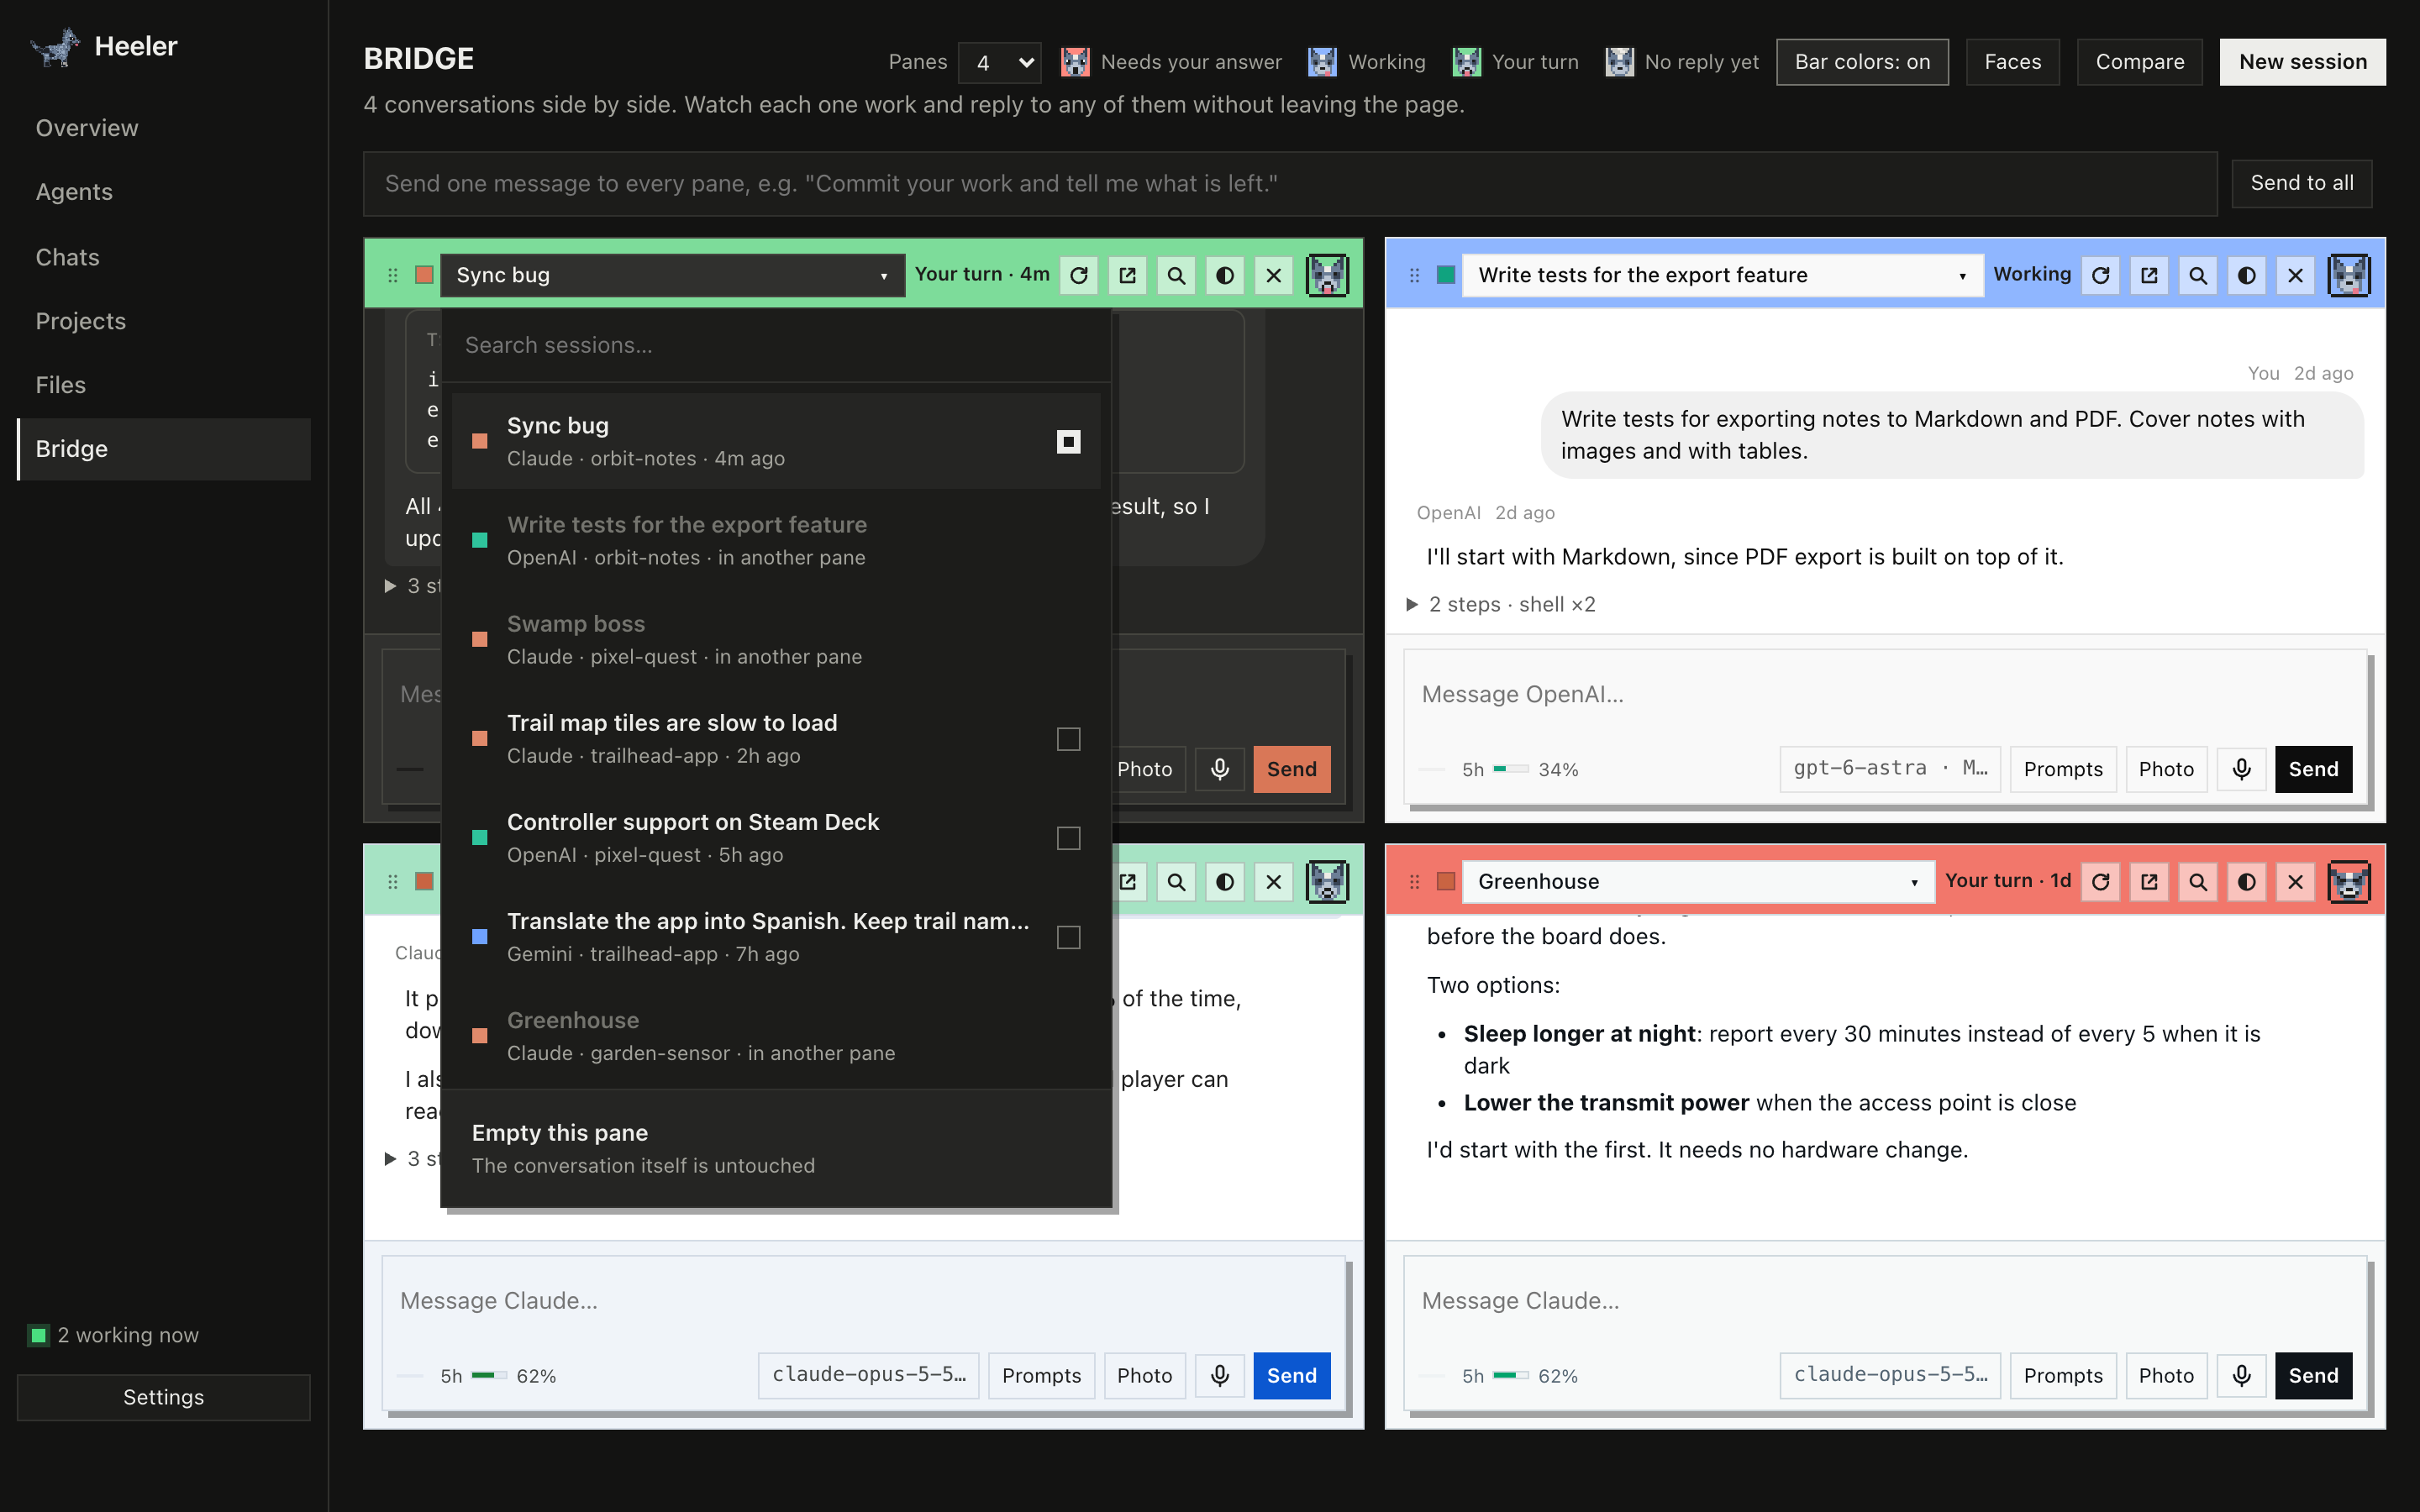 Heeler
Overview
Agents
Chats
Projects
Files
Bridge
2 working now
Settings
BRIDGE
Panes 4 Needs your answer Working Your turn No reply yet Bar colors: on Faces Compare New session
4 conversations side by side. Watch each one work and reply to any of them without leaving the page.
Send one message to every pane, e.g. "Commit your work and tell me what is left." Send to all
Sync bug Your turn · 4m
All
esult, so I
3 st
Photo Send
Search sessions...
Sync bug
Claude · orbit-notes · 4m ago
Write tests for the export feature
OpenAI · orbit-notes · in another pane
Swamp boss
Claude · pixel-quest · in another pane
Trail map tiles are slow to load
Claude · trailhead-app · 2h ago
Controller support on Steam Deck
OpenAI · pixel-quest · 5h ago
Translate the app into Spanish. Keep trail nam...
Gemini · trailhead-app · 7h ago
Greenhouse
Claude · garden-sensor · in another pane
Empty this pane
The conversation itself is untouched
Write tests for the export feature Working
You 2d ago
Write tests for exporting notes to Markdown and PDF. Cover notes with
images and with tables.
OpenAI 2d ago
I'll start with Markdown, since PDF export is built on top of it.
2 steps · shell ×2
Message OpenAI...
5h 34% gpt-6-astra · M... Prompts Photo Send
It p
of the time,
I als
player can
3 st
Message Claude...
5h 62% claude-opus-5-5... Prompts Photo Send
Greenhouse Your turn · 1d
before the board does.
Two options:
• Sleep longer at night: report every 30 minutes instead of every 5 when it is
dark
• Lower the transmit power when the access point is close
I'd start with the first. It needs no hardware change.
Message Claude...
5h 62% claude-opus-5-5... Prompts Photo Send